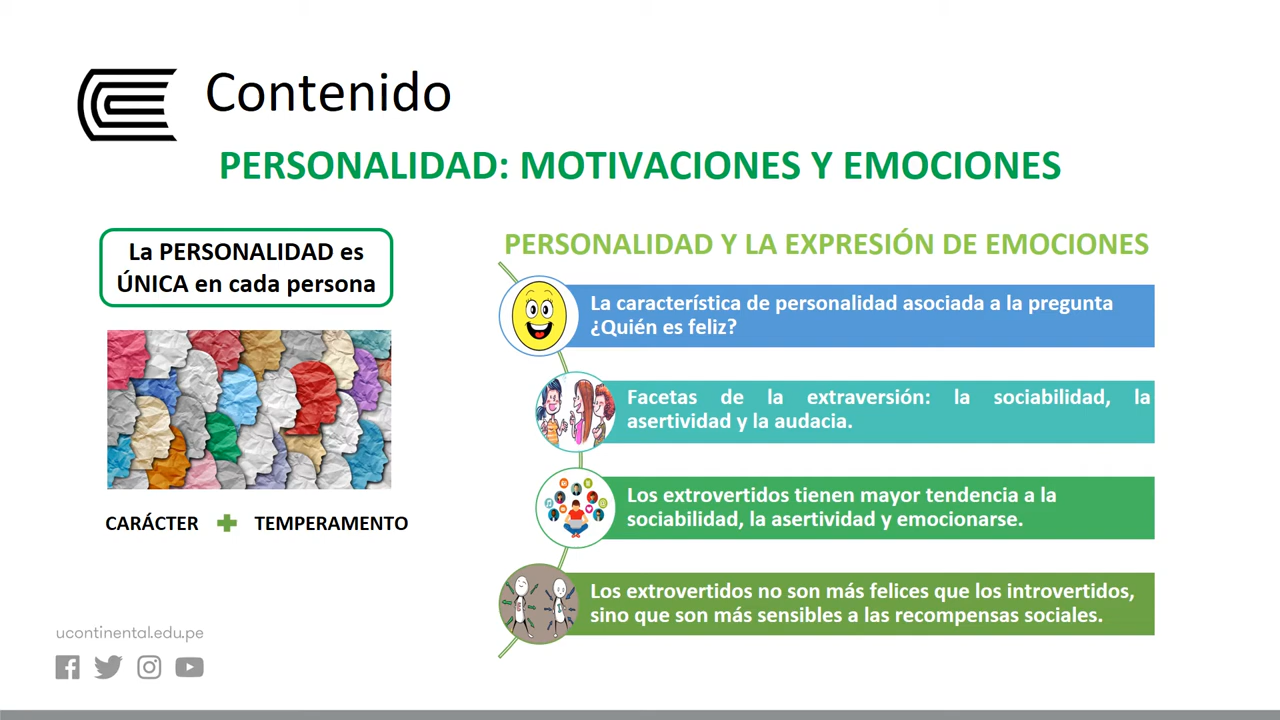 Contenido
PERSONALIDAD: MOTIVACIONES Y EMOCIONES
La PERSONALIDAD es
ÚNICA en cada persona
CARÁCTER + TEMPERAMENTO
PERSONALIDAD Y LA EXPRESIÓN DE EMOCIONES
La característica de personalidad asociada a la pregunta
¿Quién es feliz?
Facetas de la extraversión: la sociabilidad, la
asertividad y la audacia.
Los extrovertidos tienen mayor tendencia a la
sociabilidad, la asertividad y emocionarse.
Los extrovertidos no son más felices que los introvertidos,
sino que son más sensibles a las recompensas sociales.
ucontinental.edu.pe